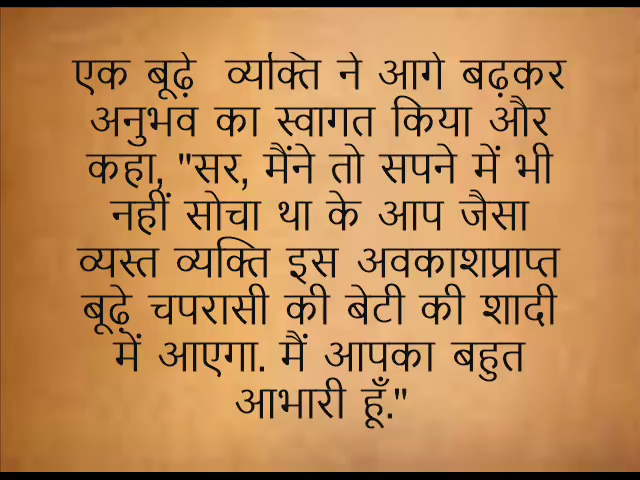 एक बूढ़े  व्यक्ति ने आगे बढ़कर
अनुभव का स्वागत किया और
कहा, "सर, मैंने तो सपने में भी
नहीं सोचा था के आप जैसा
व्यस्त व्यक्ति इस अवकाशप्राप्त
बूढ़े चपरासी की बेटी की शादी
में आएगा. मैं आपका बहुत
आभारी हूँ."